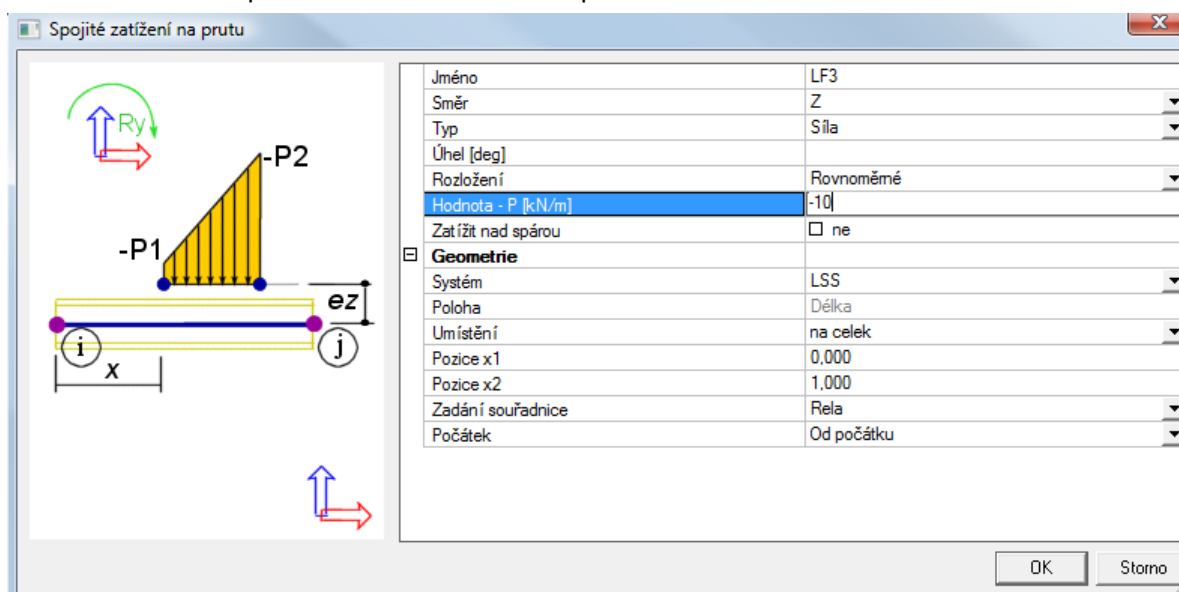 Spojité zatížení na prutu
Ry
-P2
-P1
ez
i
j
x
Jméno LF3
Směr Z
Typ Síla
Úhel [deg]
Rozložení Rovnoměrné
Hodnota - P [kN/m] -10
Zatížit nad spárou ne
Geometrie
Systém LSS
Poloha Délka
Umístění na celek
Pozice x1 0,000
Pozice x2 1,000
Zadání souřadnice Rela
Počátek Od počátku
OK Storno